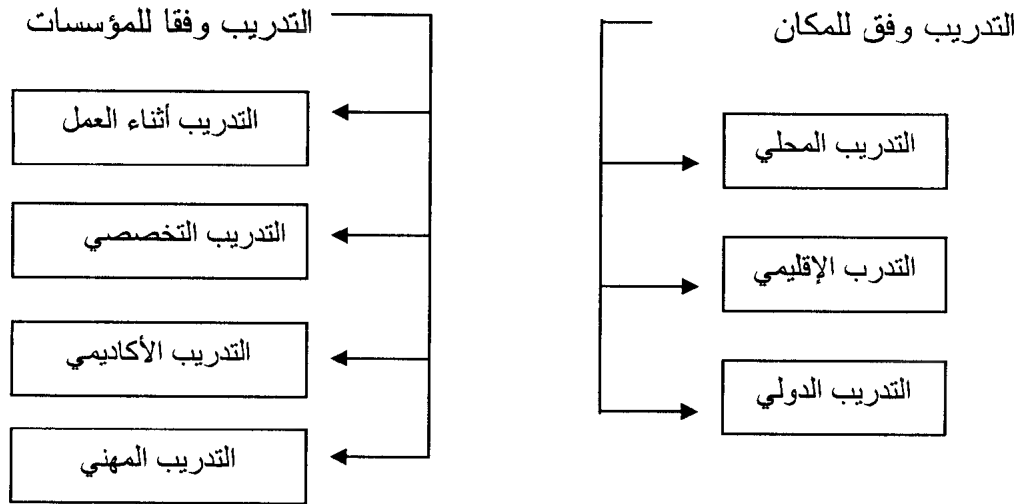 التدريب وفق للمكان
التدريب المحلي
التدرب الإقليمي
التدريب الدولي
التدريب وفقا للمؤسسات
التدريب أثناء العمل
التدريب التخصصي
التدريب الأكاديمي
التدريب المهني